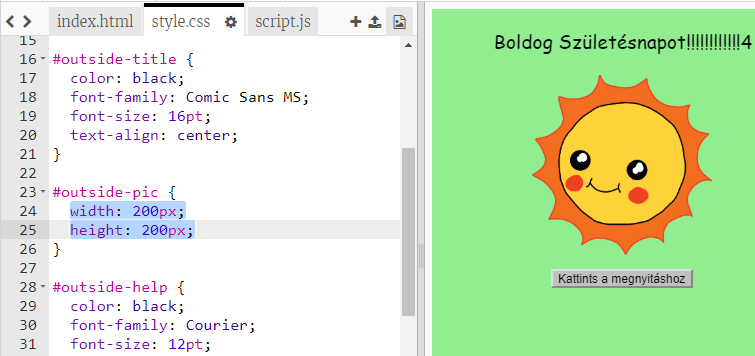 index.html style.css script.js
15
16 #outside-title {
17 color: black;
18 font-family: Comic Sans MS;
19 font-size: 16pt;
20 text-align: center;
21 }
22
23 #outside-pic {
24 width: 200px;
25 height: 200px;
26 }
27
28 #outside-help {
29 color: black;
30 font-family: Courier;
31 font-size: 12pt;
Boldog Születésnapot!!!!!!!!!!!!4
Kattints a megnyitáshoz